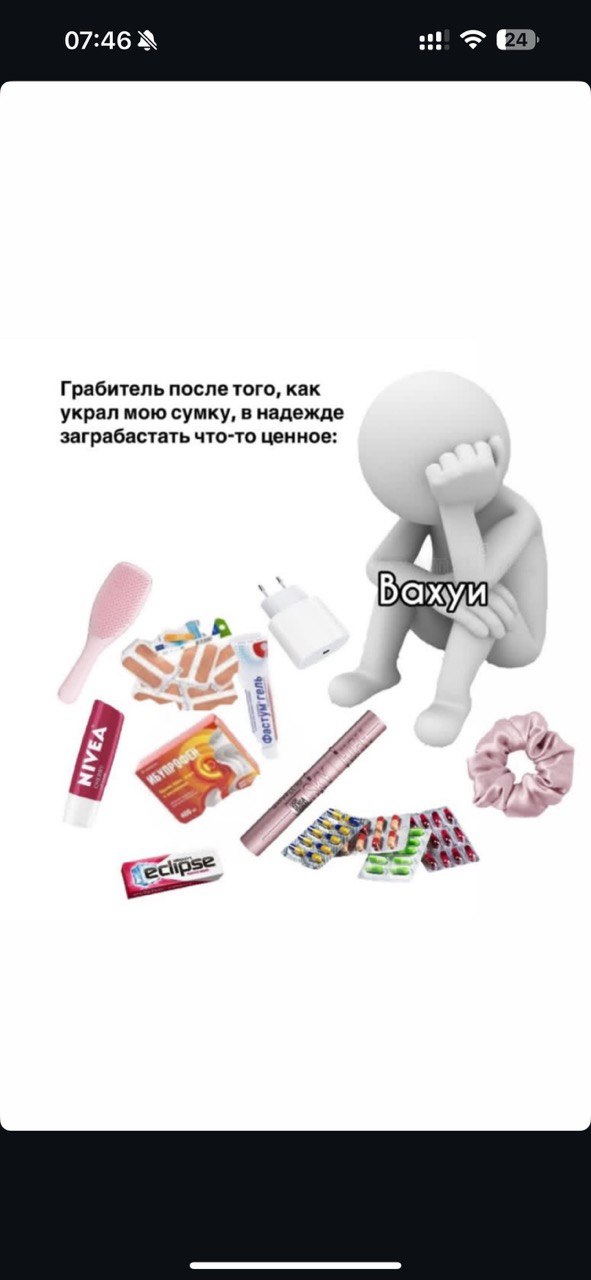 07:46
24
Грабитель после того, как
украл мою сумку, в надежде
заграбастать что-то ценное:
Вахуи
Фастум гель
NIVEA
ИБУПРОФЕН
eclipse